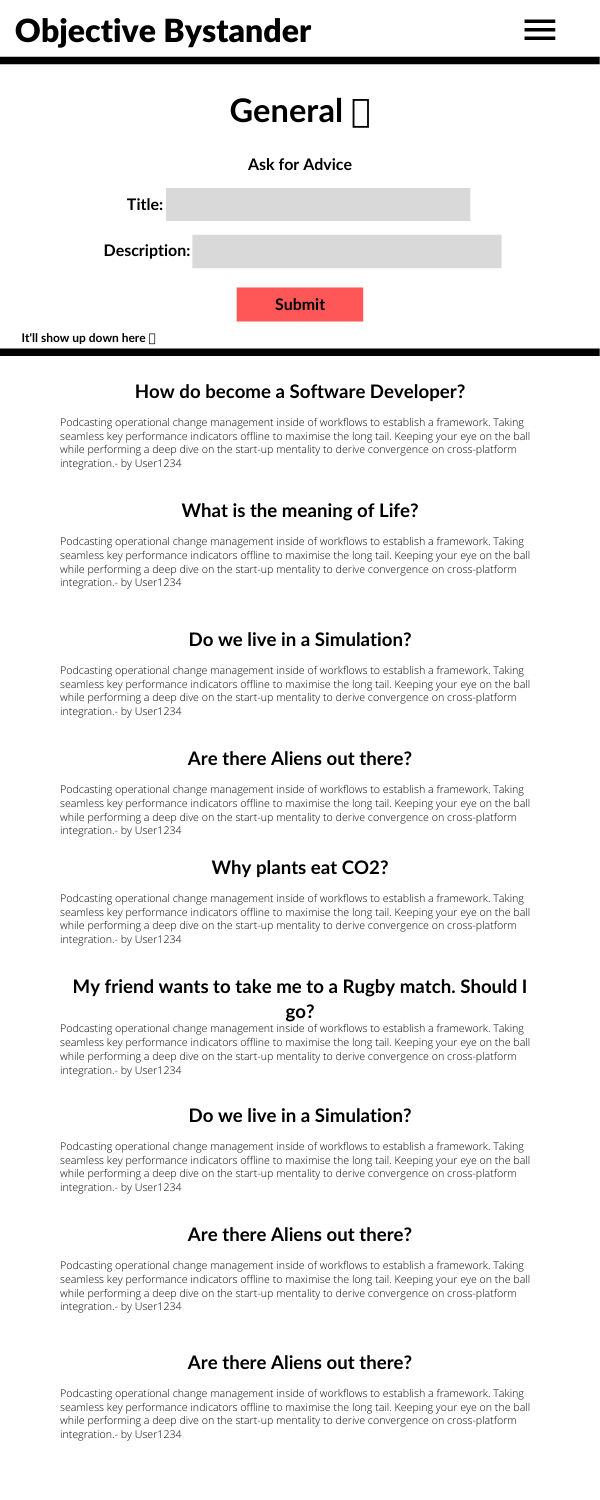 Objective Bystander
General
Ask for Advice
Title:
Description:
Submit
It'll show up down here
How do become a Software Developer?
Podcasting operational change management inside of workflows to establish a framework. Taking
seamless key performance indicators offline to maximise the long tail. Keeping your eye on the ball
while performing a deep dive on the start-up mentality to derive convergence on cross-platform
integration.- by User1234
What is the meaning of Life?
Podcasting operational change management inside of workflows to establish a framework. Taking
seamless key performance indicators offline to maximise the long tail. Keeping your eye on the ball
while performing a deep dive on the start-up mentality to derive convergence on cross-platform
integration.- by User1234
Do we live in a Simulation?
Podcasting operational change management inside of workflows to establish a framework. Taking
seamless key performance indicators offline to maximise the long tail. Keeping your eye on the ball
while performing a deep dive on the start-up mentality to derive convergence on cross-platform
integration.- by User1234
Are there Aliens out there?
Podcasting operational change management inside of workflows to establish a framework. Taking
seamless key performance indicators offline to maximise the long tail. Keeping your eye on the ball
while performing a deep dive on the start-up mentality to derive convergence on cross-platform
integration.- by User1234
Why plants eat CO2?
Podcasting operational change management inside of workflows to establish a framework. Taking
seamless key performance indicators offline to maximise the long tail. Keeping your eye on the ball
while performing a deep dive on the start-up mentality to derive convergence on cross-platform
integration.- by User1234
My friend wants to take me to a Rugby match. Should I
go?
Podcasting operational change management inside of workflows to establish a framework. Taking
seamless key performance indicators offline to maximise the long tail. Keeping your eye on the ball
while performing a deep dive on the start-up mentality to derive convergence on cross-platform
integration.- by User1234
Do we live in a Simulation?
Podcasting operational change management inside of workflows to establish a framework. Taking
seamless key performance indicators offline to maximise the long tail. Keeping your eye on the ball
while performing a deep dive on the start-up mentality to derive convergence on cross-platform
integration.- by User1234
Are there Aliens out there?
Podcasting operational change management inside of workflows to establish a framework. Taking
seamless key performance indicators offline to maximise the long tail. Keeping your eye on the ball
while performing a deep dive on the start-up mentality to derive convergence on cross-platform
integration.- by User1234
Are there Aliens out there?
Podcasting operational change management inside of workflows to establish a framework. Taking
seamless key performance indicators offline to maximise the long tail. Keeping your eye on the ball
while performing a deep dive on the start-up mentality to derive convergence on cross-platform
integration.- by User1234